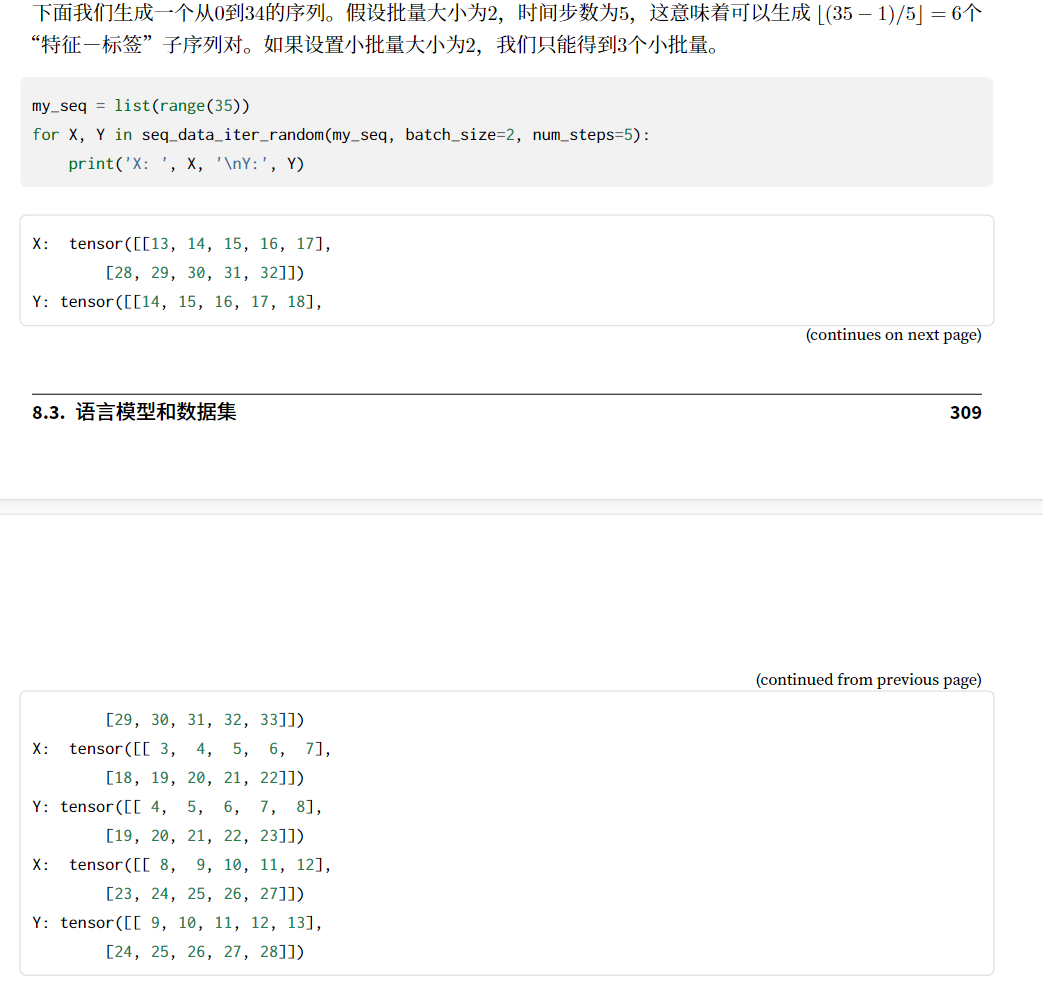 下面我们生成一个从0到34的序列。假设批量大小为2，时间步数为5，这意味着可以生成 ⌊(35 − 1)/5⌋ = 6个
“特征－标签”子序列对。如果设置小批量大小为2，我们只能得到3个小批量。
my_seq = list(range(35))
for X, Y in seq_data_iter_random(my_seq, batch_size=2, num_steps=5):
    print('X: ', X, '\nY:', Y)
X:  tensor([[13, 14, 15, 16, 17],
        [28, 29, 30, 31, 32]])
Y: tensor([[14, 15, 16, 17, 18],
(continues on next page)
8.3. 语言模型和数据集 309
(continued from previous page)
        [29, 30, 31, 32, 33]])
X:  tensor([[ 3,  4,  5,  6,  7],
        [18, 19, 20, 21, 22]])
Y: tensor([[ 4,  5,  6,  7,  8],
        [19, 20, 21, 22, 23]])
X:  tensor([[ 8,  9, 10, 11, 12],
        [23, 24, 25, 26, 27]])
Y: tensor([[ 9, 10, 11, 12, 13],
        [24, 25, 26, 27, 28]])